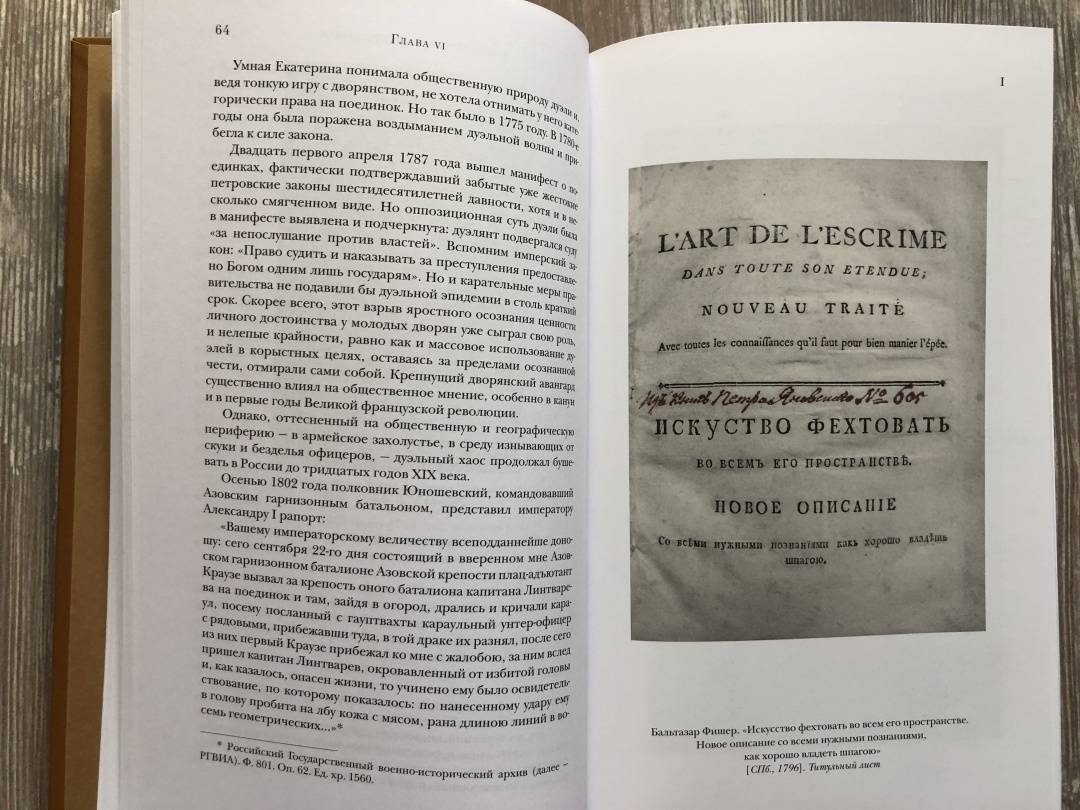 64
Глава VI
Умная Екатерина понимала общественную природу дуэли и,
ведя тонкую игру с дворянством, не хотела отнимать у него кате-
горически права на поединок. Но так было в 1775 году. В 1780-е
годы она была поражена воздыманием дуэльной волны и при-
бегла к силе закона.
Двадцать первого апреля 1787 года вышел манифест о по-
единках, фактически подтверждавший забытые уже жестокие
петровские законы шестидесятилетней давности, хотя и в не-
сколько смягченном виде. Но оппозиционная суть дуэли была
в манифесте выявлена и подчеркнута: дуэлянт подвергался суду
«за непослушание против властей». Вспомним имперский за-
кон: «Право судить и наказывать за преступления предоставле-
но Богом одним лишь государям». Но и карательные меры пра-
вительства не подавили бы дуэльной эпидемии в столь краткий
срок. Скорее всего, этот взрыв яростного осознания ценности
личного достоинства у молодых дворян уже сыграл свою роль,
и нелепые крайности, равно как и массовое использование ду-
элей в корыстных целях, оставаясь за пределами осознанной
чести, отмирали сами собой. Крепнущий дворянский авангард
существенно влиял на общественное мнение, особенно в канун
и в первые годы Великой французской революции.
Однако, оттесненный на общественную и географическую
периферию – в армейское захолустье, в среду изнывающих от
скуки и безделья офицеров, – дуэльный хаос продолжал буше-
вать в России до тридцатых годов XIX века.
Осенью 1802 года полковник Юношевский, командовавший
Азовским гарнизонным батальоном, представил императору
Александру I рапорт:
«Вашему императорскому величеству всеподданнейше доно-
шу: сего сентября 22-го дня состоящий в вверенном мне Азов-
ском гарнизонном баталионе Азовской крепости плац-адъютант
Краузе вызвал за крепость оного баталиона капитана Линтваре-
ва на поединок и там, зайдя в огород, дрались и кричали кара-
ул, посему посланный с гауптвахты караульный унтер-офицер
с рядовыми, прибежавши туда, в той драке их разнял, после сего
из них первый Краузе прибежал ко мне с жалобою, за ним вслед
пришел капитан Линтварев, окровавленный от избитой головы
и, как казалось, опасен жизни, то учинено ему было освидетель-
ствование, по которому показалось: по нанесенному удару ему
в голову пробита на лбу кожа с мясом, рана длиною линий в во-
семь геометрических...»*
* Российский Государственный военно-исторический архив (далее –
РГВИА). Ф. 801. Оп. 62. Ед. хр. 1560.
I
L'ART DE L'ESCRIME
DANS TOUTE SON ETENDUE;
NOUVEAU TRAITÉ
Avec toutes les connaiſſances qu'il faut pour bien manier l'épée.
Изъ книгъ Петра Яновскаго № 605
ИСКУСТВО ФЕХТОВАТЬ
ВО ВСЕМЪ ЕГО ПРОСТРАНСТВѢ.
НОВОЕ ОПИСАНІЕ
Со всѣми нужными познаніями какъ хорошо владѣшь
шпагою.
Бальтазар Фишер. «Искусство фехтовать во всем его пространстве.
Новое описание со всеми нужными познаниями,
как хорошо владеть шпагою»
[СПб., 1796]. Титульный лист